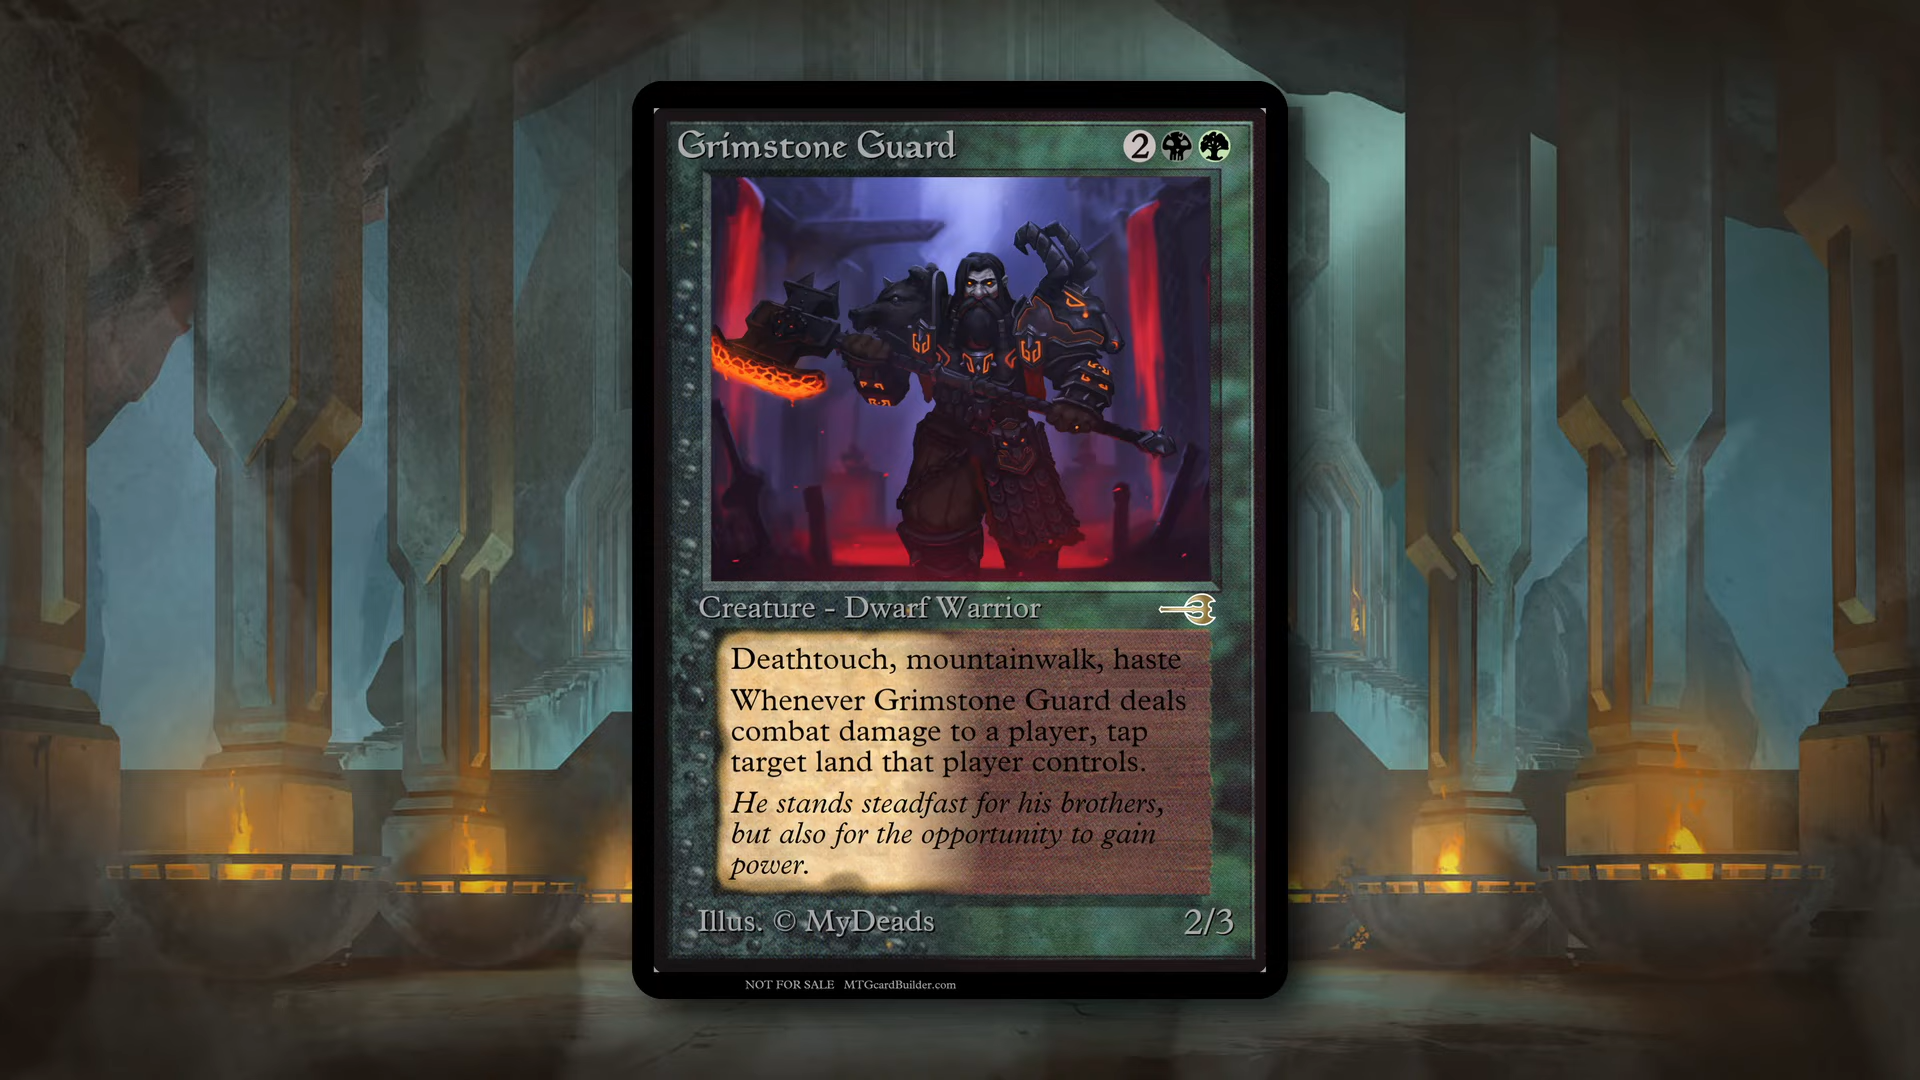 Grimstone Guard 2
Creature - Dwarf Warrior
Deathtouch, mountainwalk, haste
Whenever Grimstone Guard deals
combat damage to a player, tap
target land that player controls.
He stands steadfast for his brothers,
but also for the opportunity to gain
power.
Illus. © MyDeads 2/3
NOT FOR SALE MTGcardBuilder.com